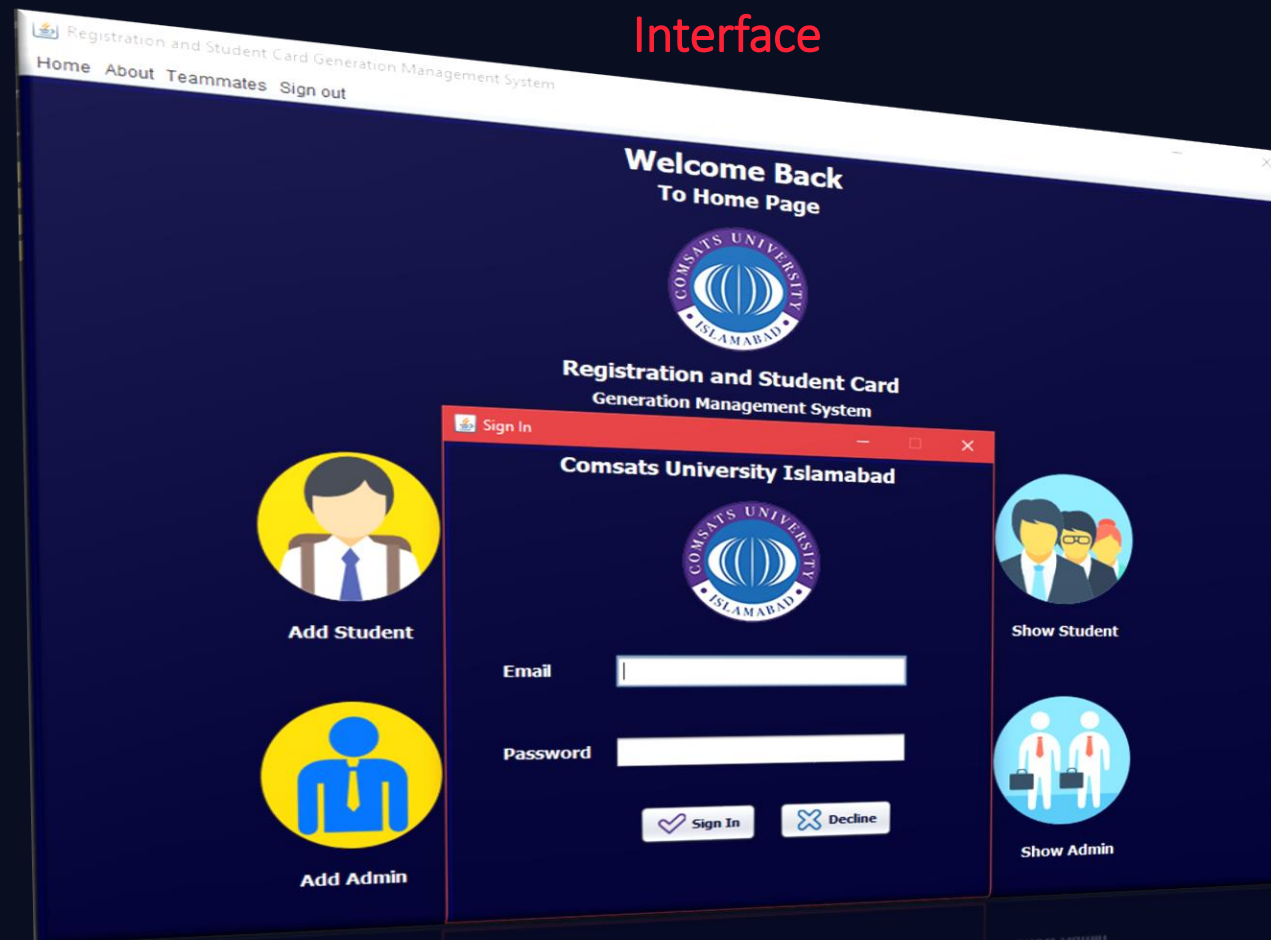 Interface
Registration and Student Card Generation Management System
Home About Teammates Sign out
Welcome Back
To Home Page
COMSATS UNIVERSITY
ISLAMABAD
Registration and Student Card
Generation Management System
Sign In
Comsats University Islamabad
COMSATS UNIVERSITY
ISLAMABAD
Add Student
Show Student
Email
Password
Sign In
Decline
Add Admin
Show Admin